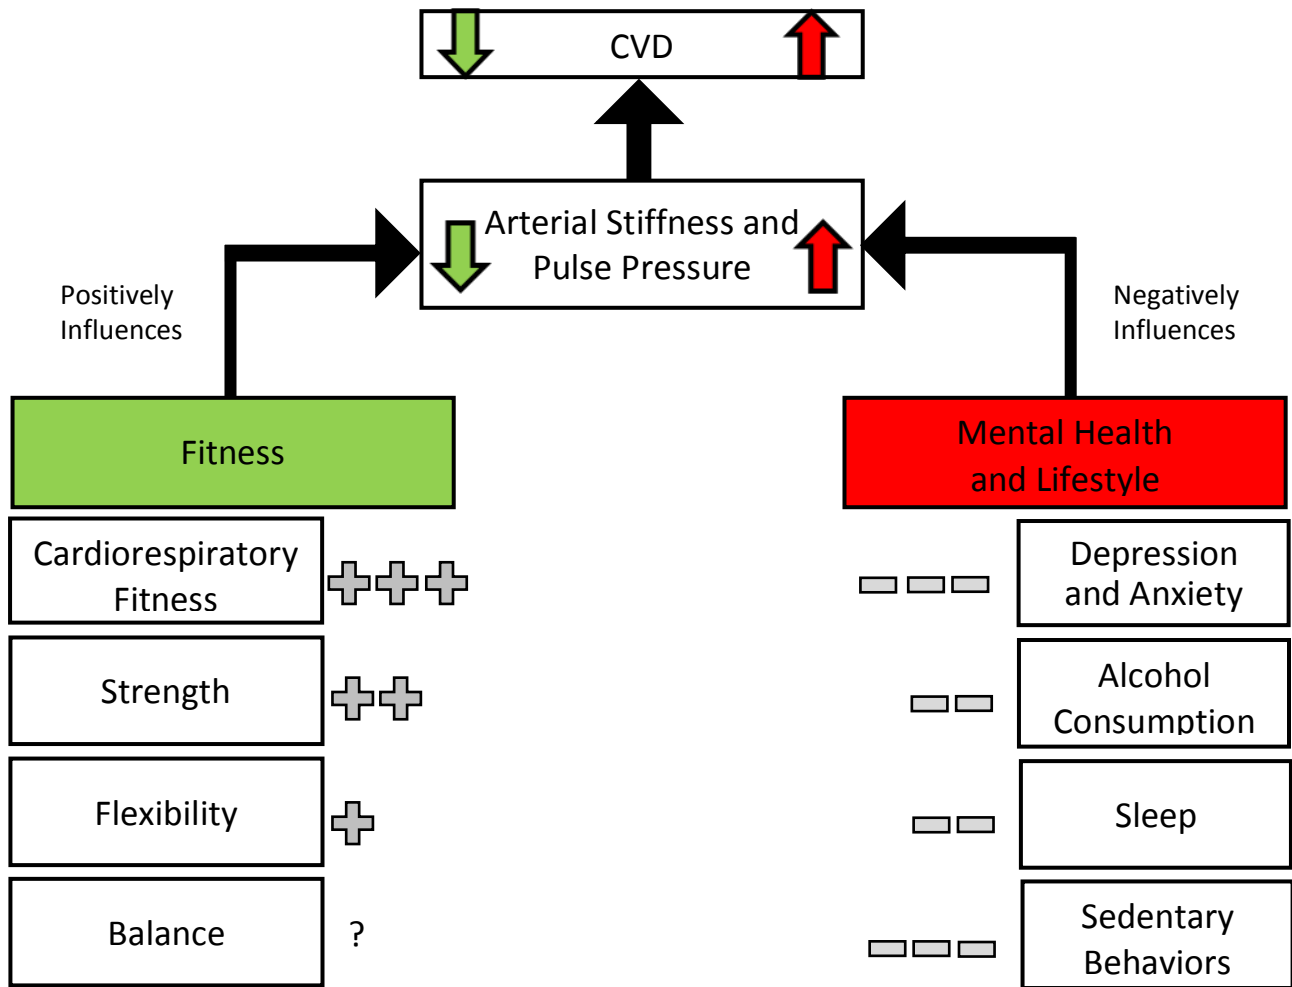 CVD
Arterial Stiffness and
Pulse Pressure
Positively
Influences
Negatively
Influences
Fitness
Mental Health
and Lifestyle
Cardiorespiratory
Fitness
Depression
and Anxiety
Strength
Alcohol
Consumption
Flexibility
Sleep
Balance
?
Sedentary
Behaviors